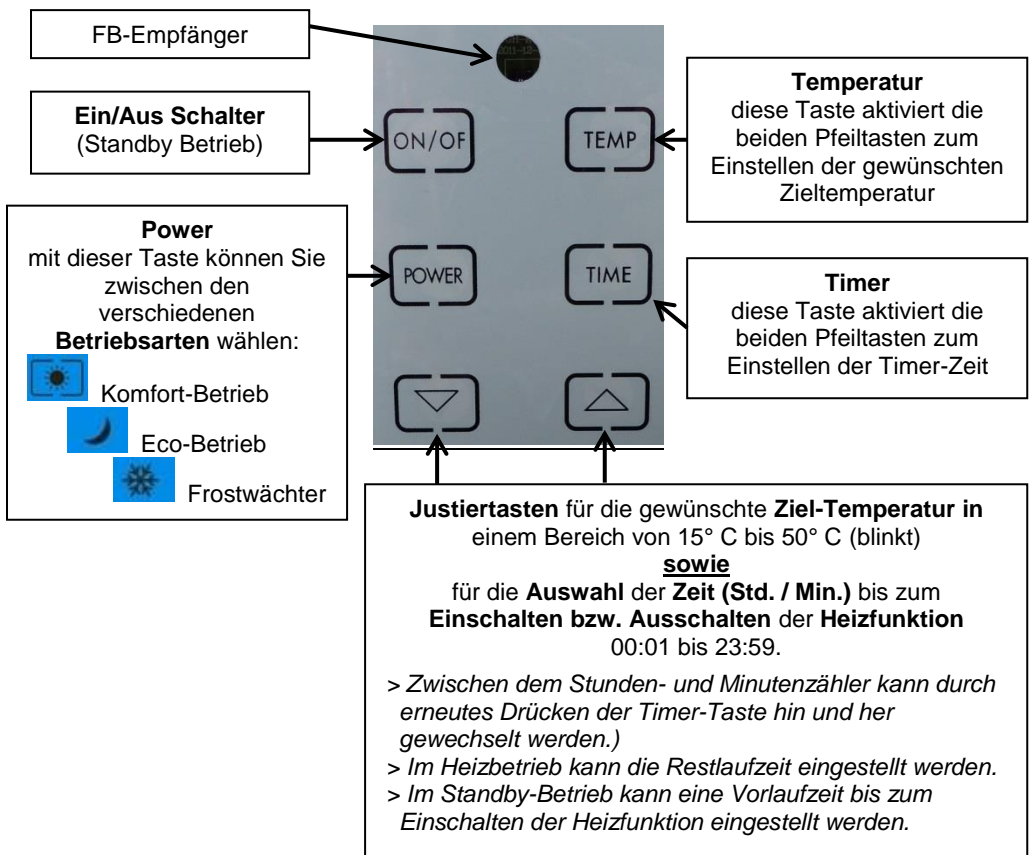 FB-Empfänger
Ein/Aus Schalter
(Standby Betrieb)
Power
mit dieser Taste können Sie
zwischen den
verschiedenen
Betriebsarten wählen:
Komfort-Betrieb
Eco-Betrieb
Frostwächter
ON/OF
TEMP
POWER
TIME
Temperatur
diese Taste aktiviert die
beiden Pfeiltasten zum
Einstellen der gewünschten
Zieltemperatur
Timer
diese Taste aktiviert die
beiden Pfeiltasten zum
Einstellen der Timer-Zeit
Justiertasten für die gewünschte Ziel-Temperatur in
einem Bereich von 15° C bis 50° C (blinkt)
sowie
für die Auswahl der Zeit (Std. / Min.) bis zum
Einschalten bzw. Ausschalten der Heizfunktion
00:01 bis 23:59.
> Zwischen dem Stunden- und Minutenzähler kann durch
erneutes Drücken der Timer-Taste hin und her
gewechselt werden.)
> Im Heizbetrieb kann die Restlaufzeit eingestellt werden.
> Im Standby-Betrieb kann eine Vorlaufzeit bis zum
Einschalten der Heizfunktion eingestellt werden.